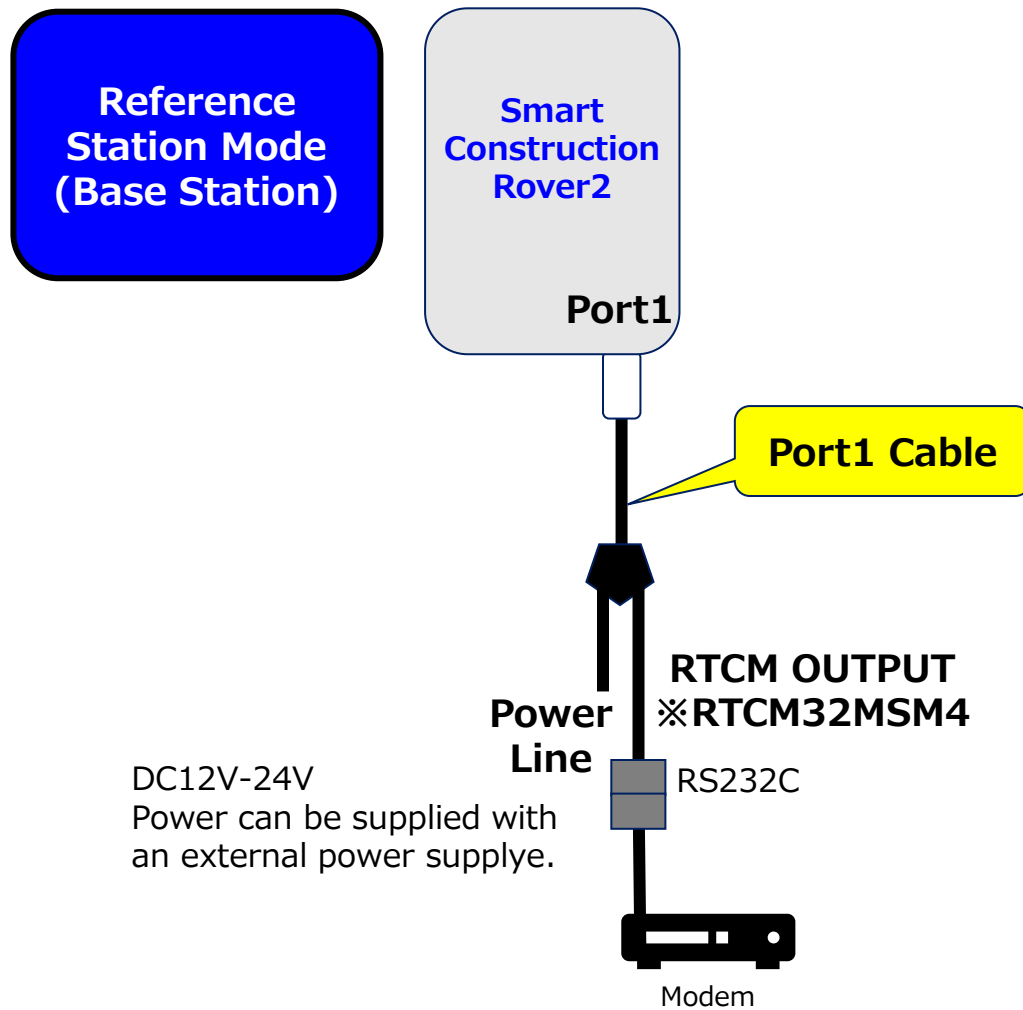 Reference
Station Mode
(Base Station)
Smart
Construction
Rover2
Port1
Port1 Cable
RTCM OUTPUT
※RTCM32MSM4
Power
Line
RS232C
DC12V-24V
Power can be supplied with
an external power supplye.
Modem